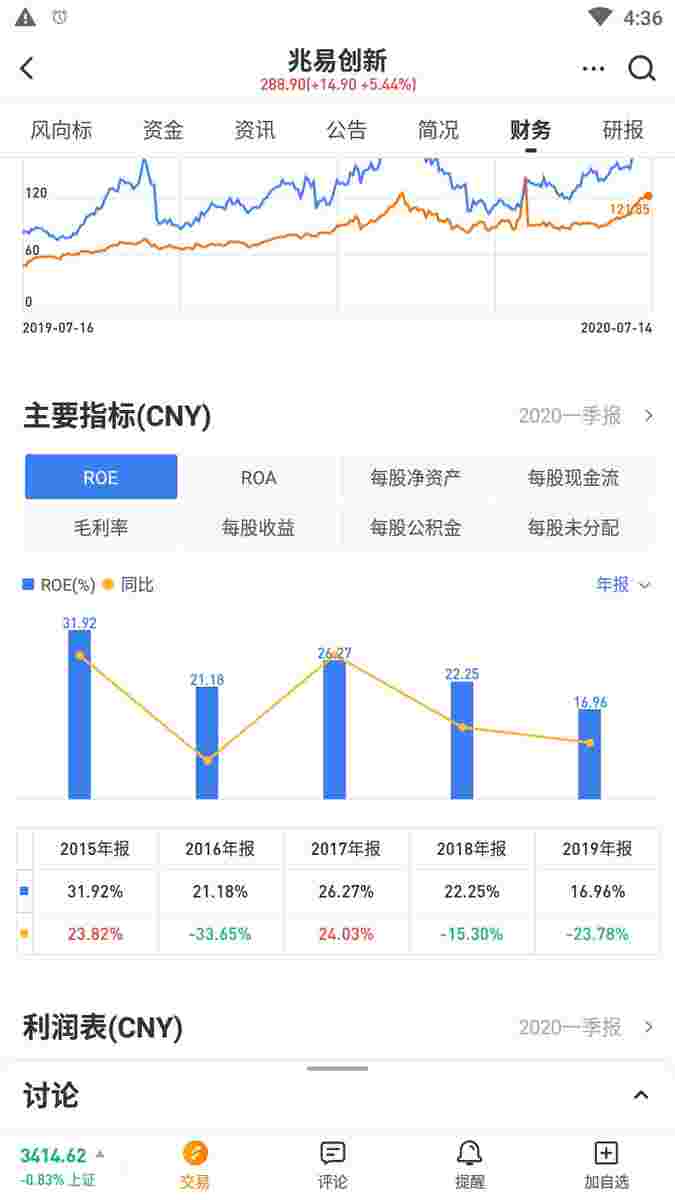 4:36
兆易创新
288.90(+14.90 +5.44%)
风向标 资金 资讯 公告 简况 财务 研报
120
121.85
60
0
2019-07-16 2020-07-14
主要指标(CNY) 2020一季报
ROE ROA 每股净资产 每股现金流
毛利率 每股收益 每股公积金 每股未分配
ROE(%) 同比 年报
31.92
26.27
22.25
21.18
16.96
2015年报 2016年报 2017年报 2018年报 2019年报
31.92% 21.18% 26.27% 22.25% 16.96%
23.82% -33.65% 24.03% -15.30% -23.78%
利润表(CNY) 2020一季报
讨论
3414.62
-0.83% 上证
交易 评论 提醒 加自选